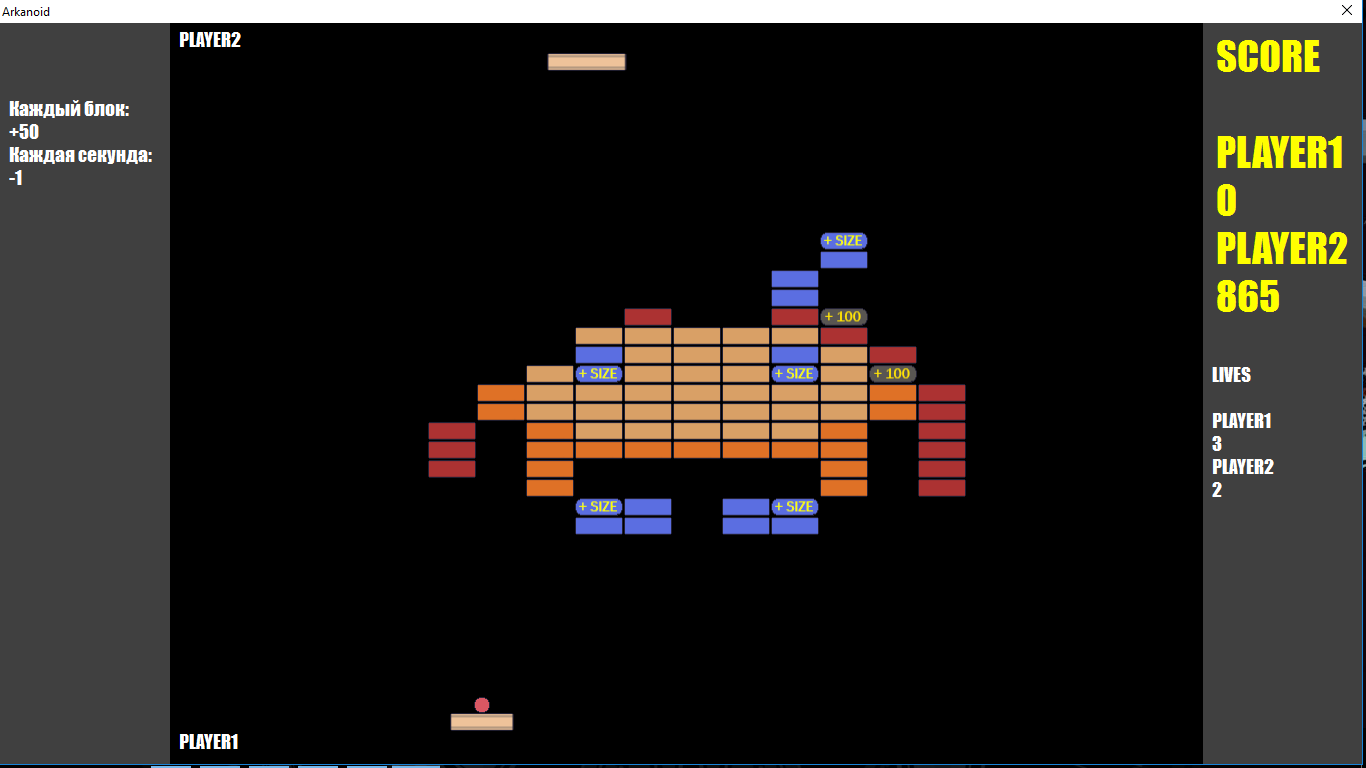 Arkanoid
PLAYER2
Каждый блок:
+50
Каждая секунда:
-1
SCORE
PLAYER1
0
PLAYER2
865
LIVES
PLAYER1
3
PLAYER2
2
+ SIZE
+ 100
+ SIZE
+ SIZE
+ 100
+ SIZE
+ SIZE
PLAYER1